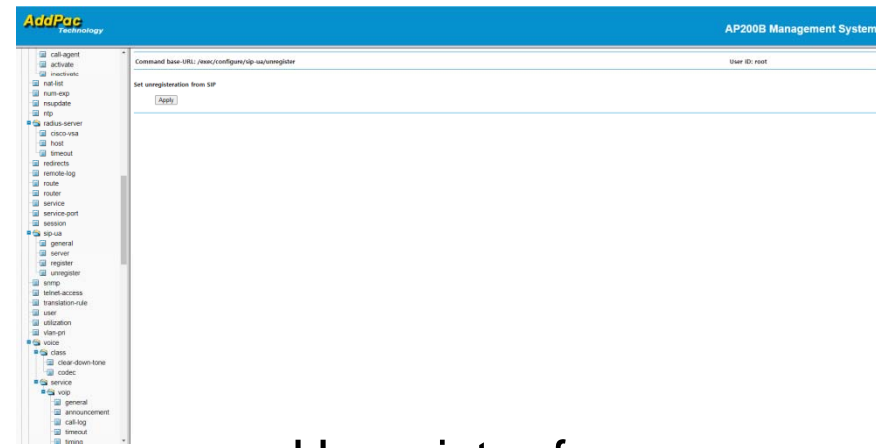 AddPac
Technology
AP200B Management System
call-agent
activate
inactivate
nat-list
num-exp
nsupdate
ntp
radius-server
cisco-vsa
host
timeout
redirects
remote-log
route
router
service
service-port
session
sip-ua
general
server
register
unregister
snmp
telnet-access
translation-rule
user
utilization
vlan-pri
voice
class
clear-down-tone
codec
service
voip
general
announcement
call-log
timeout
timing
Command base-URL: /exec/configure/sip-ua/unregister
User ID: root
Set unregisteration from SIP
Apply